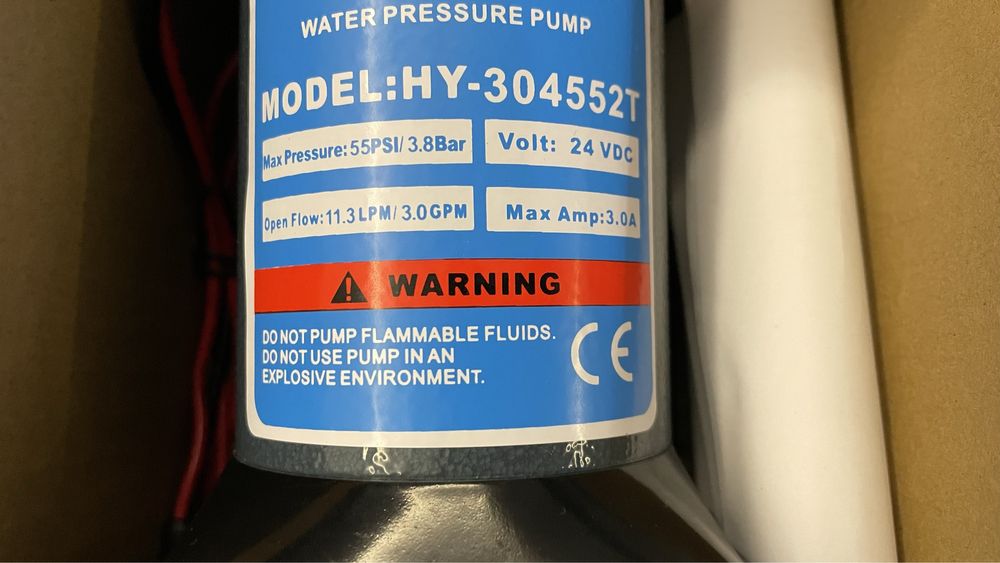 WATER PRESSURE PUMP
MODEL:HY-304552T
Max Pressure:55PSI/3.8Bar
Volt: 24 VDC
Open Flow:11.3LPM/3.0GPM
Max Amp:3.0A
WARNING
DO NOT PUMP FLAMMABLE FLUIDS.
DO NOT USE PUMP IN AN
EXPLOSIVE ENVIRONMENT.
CE